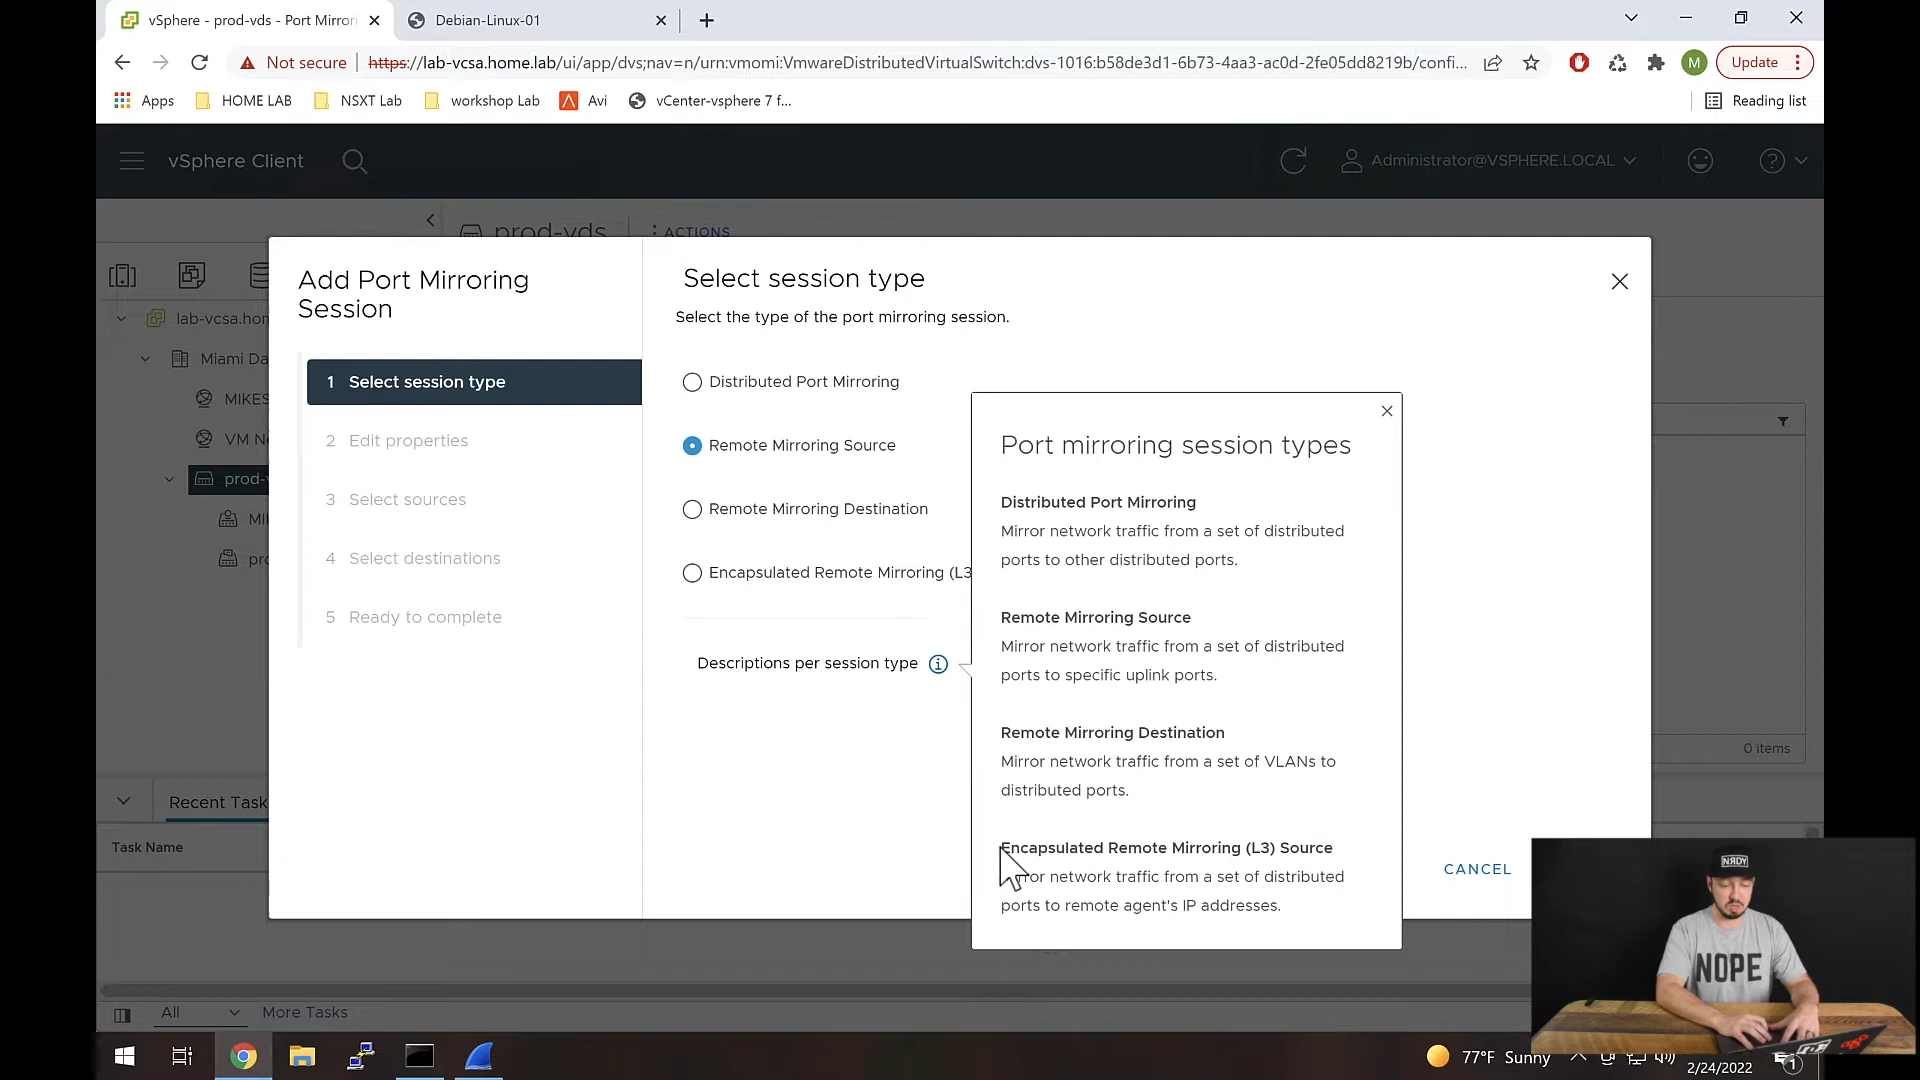 vSphere - prod-vds - Port Mirrori
Debian-Linux-01
Not secure
https://lab-vcsa.home.lab/ui/app/dvs;nav=n/urn:vmomi:VmwareDistributedVirtualSwitch:dvs-1016:b58de3d1-6b73-4aa3-ac0d-2fe05dd8219b/confi...
M
Update
Apps
HOME LAB
NSXT Lab
workshop Lab
Avi
vCenter-vsphere 7 f...
Reading list
vSphere Client
Administrator@VSPHERE.LOCAL
prod-vds
ACTIONS
lab-vcsa.hom
Miami Da
MIKES
VM Ne
prod-v
MI
pro
Add Port Mirroring
Session
1 Select session type
2 Edit properties
3 Select sources
4 Select destinations
5 Ready to complete
Select session type
Select the type of the port mirroring session.
Distributed Port Mirroring
Remote Mirroring Source
Remote Mirroring Destination
Encapsulated Remote Mirroring (L3
Descriptions per session type
Port mirroring session types
Distributed Port Mirroring
Mirror network traffic from a set of distributed
ports to other distributed ports.
Remote Mirroring Source
Mirror network traffic from a set of distributed
ports to specific uplink ports.
Remote Mirroring Destination
Mirror network traffic from a set of VLANs to
distributed ports.
Encapsulated Remote Mirroring (L3) Source
or network traffic from a set of distributed
ports to remote agent's IP addresses.
0 items
CANCEL
Recent Task
Task Name
All
More Tasks
NOPE
77°F Sunny
2/24/2022
1